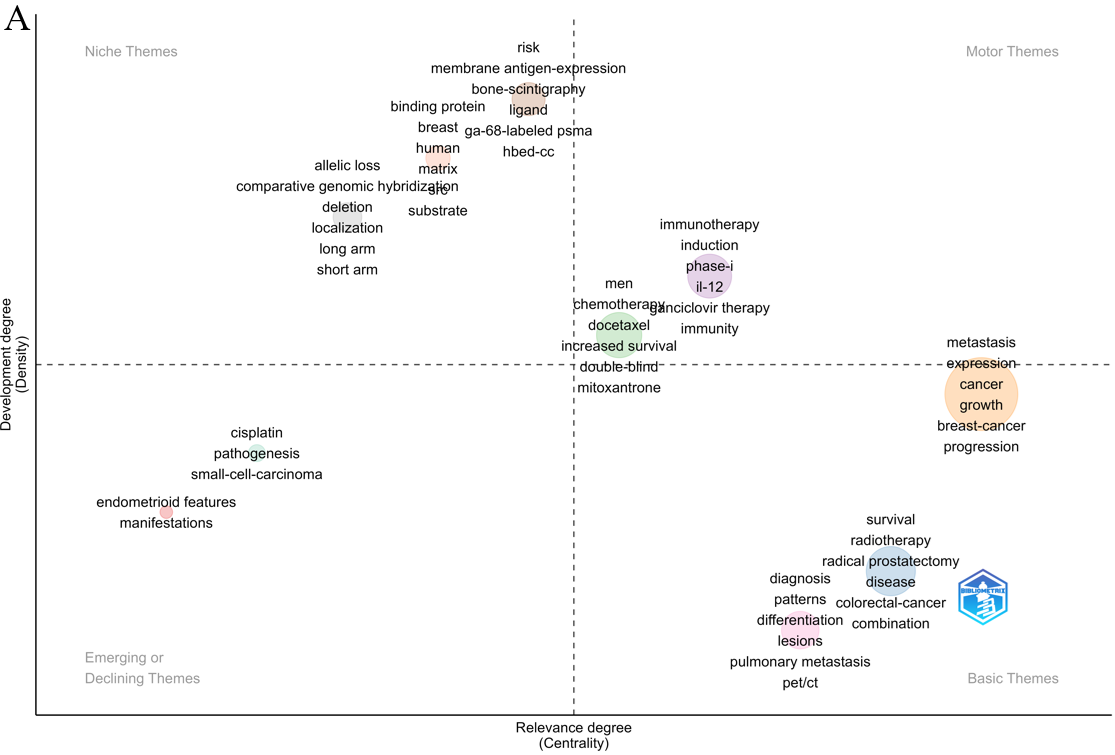 A
Niche Themes
Motor Themes
risk
membrane antigen-expression
bone-scintigraphy
ligand
ga-68-labeled psma
hbed-cc
binding protein
breast
human
matrix
src
substrate
allelic loss
comparative genomic hybridization
deletion
localization
long arm
short arm
immunotherapy
induction
phase-i
il-12
ganciclovir therapy
immunity
men
chemotherapy
docetaxel
increased survival
double-blind
mitoxantrone
metastasis
expression
cancer
growth
breast-cancer
progression
cisplatin
pathogenesis
small-cell-carcinoma
endometrioid features
manifestations
survival
radiotherapy
radical prostatectomy
disease
colorectal-cancer
combination
diagnosis
patterns
differentiation
lesions
pulmonary metastasis
pet/ct
BIBLIOMETRIX
Emerging or
Declining Themes
Basic Themes
Development degree
(Density)
Relevance degree
(Centrality)